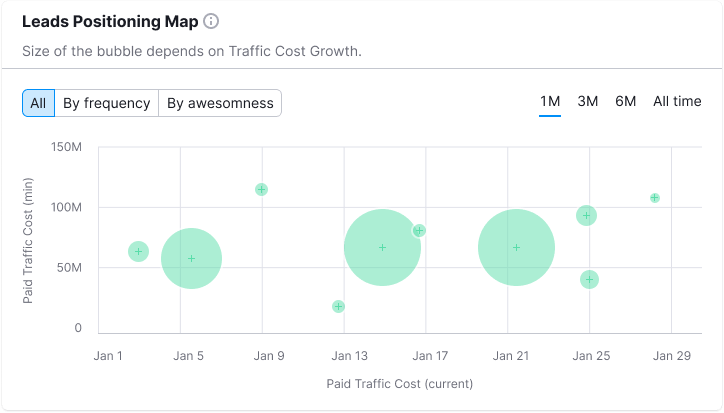 Leads Positioning Map
Size of the bubble depends on Traffic Cost Growth.
All By frequency By awesomness
1M 3M 6M All time
150M
100M
50M
0
Paid Traffic Cost (min)
Jan 1 Jan 5 Jan 9 Jan 13 Jan 17 Jan 21 Jan 25 Jan 29
Paid Traffic Cost (current)